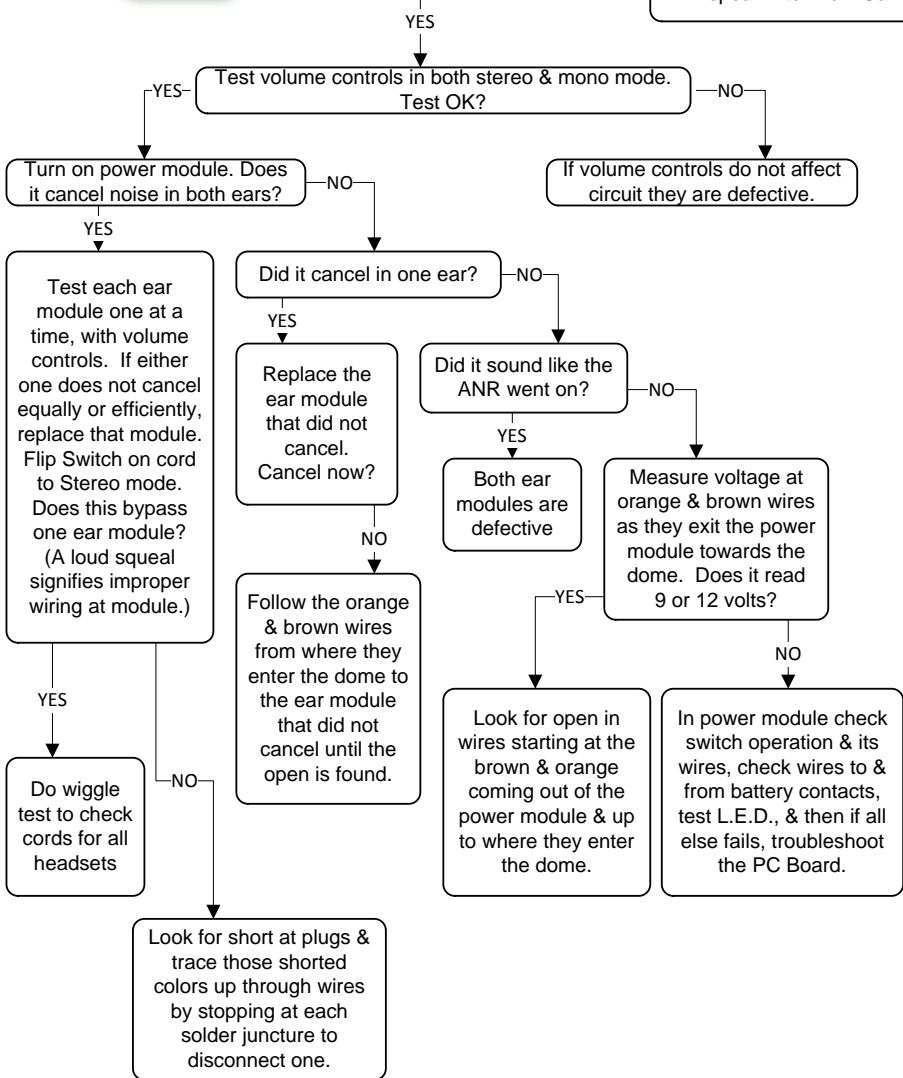 YES
Test volume controls in both stereo & mono mode.
Test OK?
YES
NO
Turn on power module. Does
it cancel noise in both ears?
NO
If volume controls do not affect
circuit they are defective.
YES
Test each ear
module one at a
time, with volume
controls. If either
one does not cancel
equally or efficiently,
replace that module.
Flip Switch on cord
to Stereo mode.
Does this bypass
one ear module?
(A loud squeal
signifies improper
wiring at module.)
Did it cancel in one ear?
NO
YES
Replace the
ear module
that did not
cancel.
Cancel now?
Did it sound like the
ANR went on?
NO
YES
Both ear
modules are
defective
Measure voltage at
orange & brown wires
as they exit the power
module towards the
dome. Does it read
9 or 12 volts?
NO
Follow the orange
& brown wires
from where they
enter the dome to
the ear module
that did not
cancel until the
open is found.
YES
NO
Look for open in
wires starting at the
brown & orange
coming out of the
power module & up
to where they enter
the dome.
In power module check
switch operation & its
wires, check wires to &
from battery contacts,
test L.E.D., & then if all
else fails, troubleshoot
the PC Board.
YES
NO
Do wiggle
test to check
cords for all
headsets
Look for short at plugs &
trace those shorted
colors up through wires
by stopping at each
solder juncture to
disconnect one.